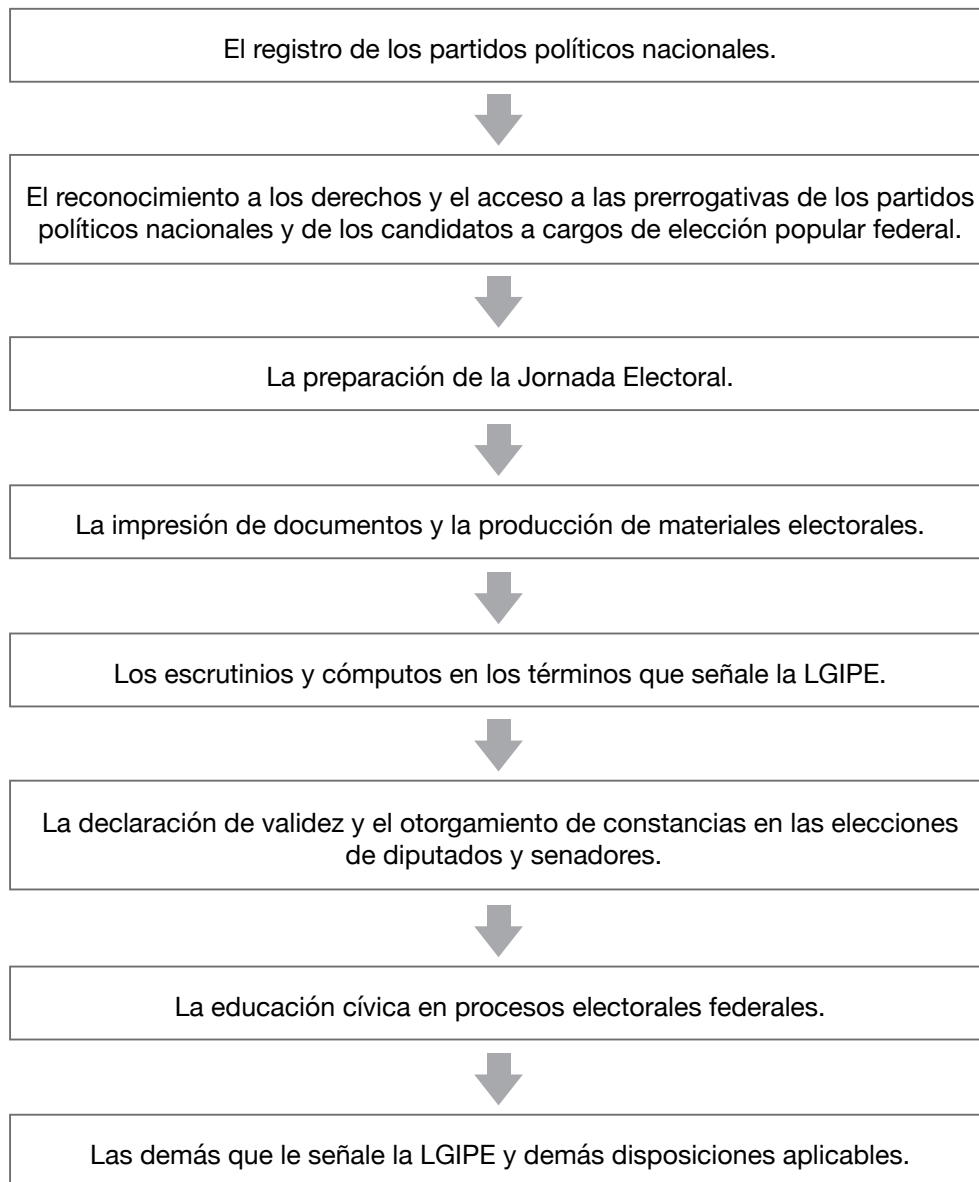 El registro de los partidos políticos nacionales.
El reconocimiento a los derechos y el acceso a las prerrogativas de los partidos
políticos nacionales y de los candidatos a cargos de elección popular federal.
La preparación de la Jornada Electoral.
La impresión de documentos y la producción de materiales electorales.
Los escrutinios y cómputos en los términos que señale la LGIPE.
La declaración de validez y el otorgamiento de constancias en las elecciones
de diputados y senadores.
La educación cívica en procesos electorales federales.
Las demás que le señale la LGIPE y demás disposiciones aplicables.